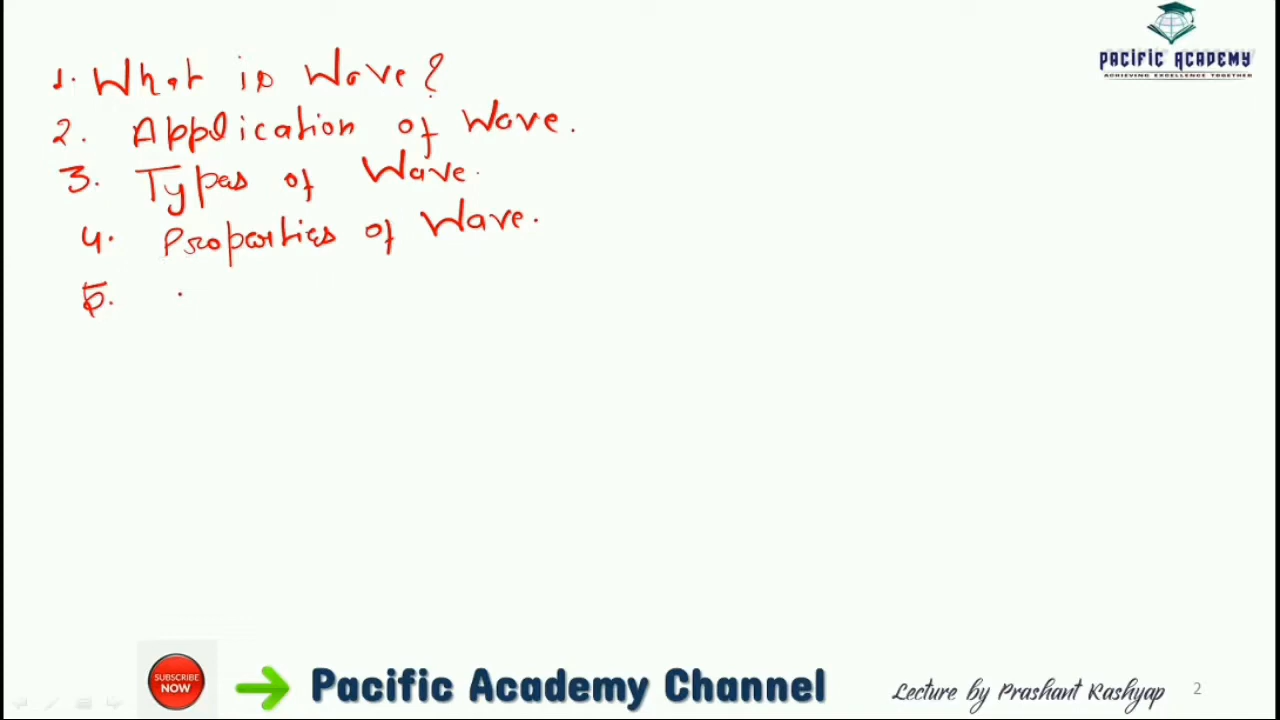 PACIFIC ACADEMY
ACHIEVING EXCELLENCE TOGETHER
1. What is Wave?
2. Application of Wave.
3. Types of Wave.
4. Properties of Wave.
5.
SUBSCRIBE
NOW
Pacific Academy Channel
Lecture by Prashant Rashyap
2